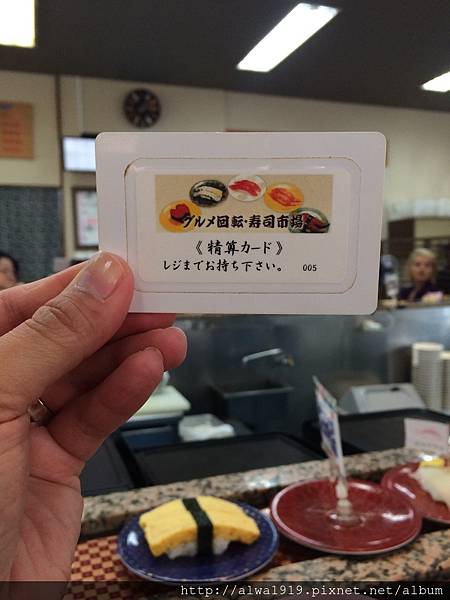 グルメ回転・寿司市場
《精算カード》
レジまでお持ち下さい。 005
http://alwa1919.pixnet.net/album